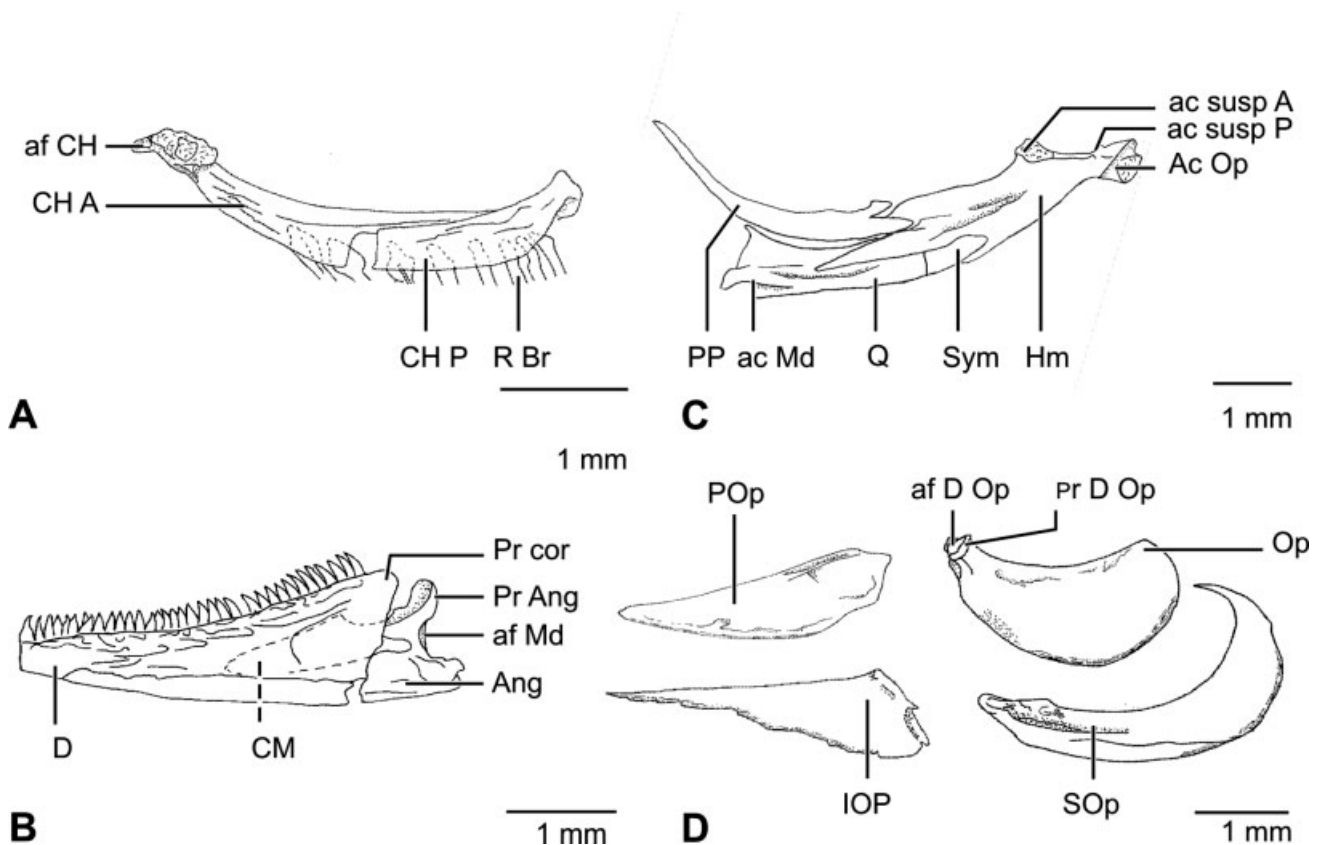 af CH
CH A
CH P
R Br
1 mm
A
ac susp A
ac susp P
Ac Op
PP
ac Md
Q
Sym
Hm
C
1 mm
Pr cor
Pr Ang
af Md
Ang
D
CM
B
1 mm
POp
af D Op
Pr D Op
Op
IOP
SOp
D
1 mm